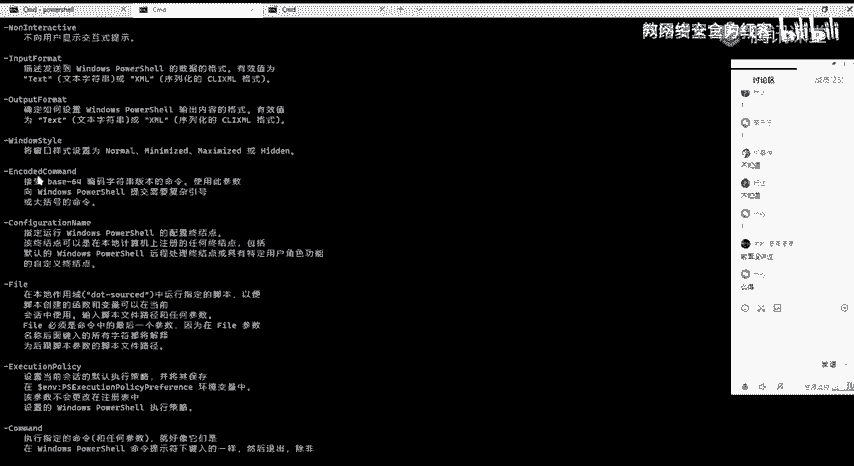 Cmd - powershell
Cmd
Cmd
教网络安全的红客
bilibili
腾讯课堂
-NonInteractive
不向用户显示交互式提示。
-InputFormat
描述发送到 Windows PowerShell 的数据的格式。有效值为
"Text" (文本字符串)或 "XML" (序列化的 CLIXML 格式)。
-OutputFormat
确定如何设置 Windows PowerShell 输出内容的格式。有效值
为 "Text" (文本字符串)或 "XML" (序列化的 CLIXML 格式)。
-WindowStyle
将窗口样式设置为 Normal、Minimized、Maximized 或 Hidden。
-EncodedCommand
接受 base-64 编码字符串版本的命令。使用此参数
向 Windows PowerShell 提交需要复杂引号
或大括号的命令。
-ConfigurationName
指定运行 Windows PowerShell 的配置终结点。
该终结点可以是在本地计算机上注册的任何终结点，包括
默认的 Windows PowerShell 远程处理终结点或具有特定用户角色功能
的自定义终结点。
-File
在本地作用域("dot-sourced")中运行指定的脚本，以便
脚本创建的函数和变量可以在当前
会话中使用。输入脚本文件路径和任何参数。
File 必须是命令中的最后一个参数，因为在 File 参数
名称后面键入的所有字符都将解释
为后跟脚本参数的脚本文件路径。
-ExecutionPolicy
设置当前会话的默认执行策略，并将其保存
在 $env:PSExecutionPolicyPreference 环境变量中。
该参数不会更改在注册表中
设置的 Windows PowerShell 执行策略。
-Command
执行指定的命令(和任何参数)，就好像它们是
在 Windows PowerShell 命令提示符下键入的一样，然后退出，除非
讨论区